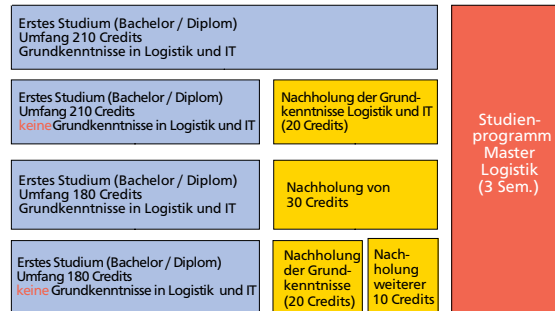 Erstes Studium (Bachelor / Diplom)
Umfang 210 Credits
Grundkenntnisse in Logistik und IT
Erstes Studium (Bachelor / Diplom)
Umfang 210 Credits
keine Grundkenntnisse in Logistik und IT
Nachholung der Grund-
kenntnisse Logistik und IT
(20 Credits)
Erstes Studium (Bachelor / Diplom)
Umfang 180 Credits
Grundkenntnisse in Logistik und IT
Nachholung von
30 Credits
Erstes Studium (Bachelor / Diplom)
Umfang 180 Credits
keine Grundkenntnisse in Logistik und IT
Nachholung
der Grund-
kenntnisse
(20 Credits)
Nach-
holung
weiterer
10 Credits
Studien-
programm
Master
Logistik
(3 Sem.)